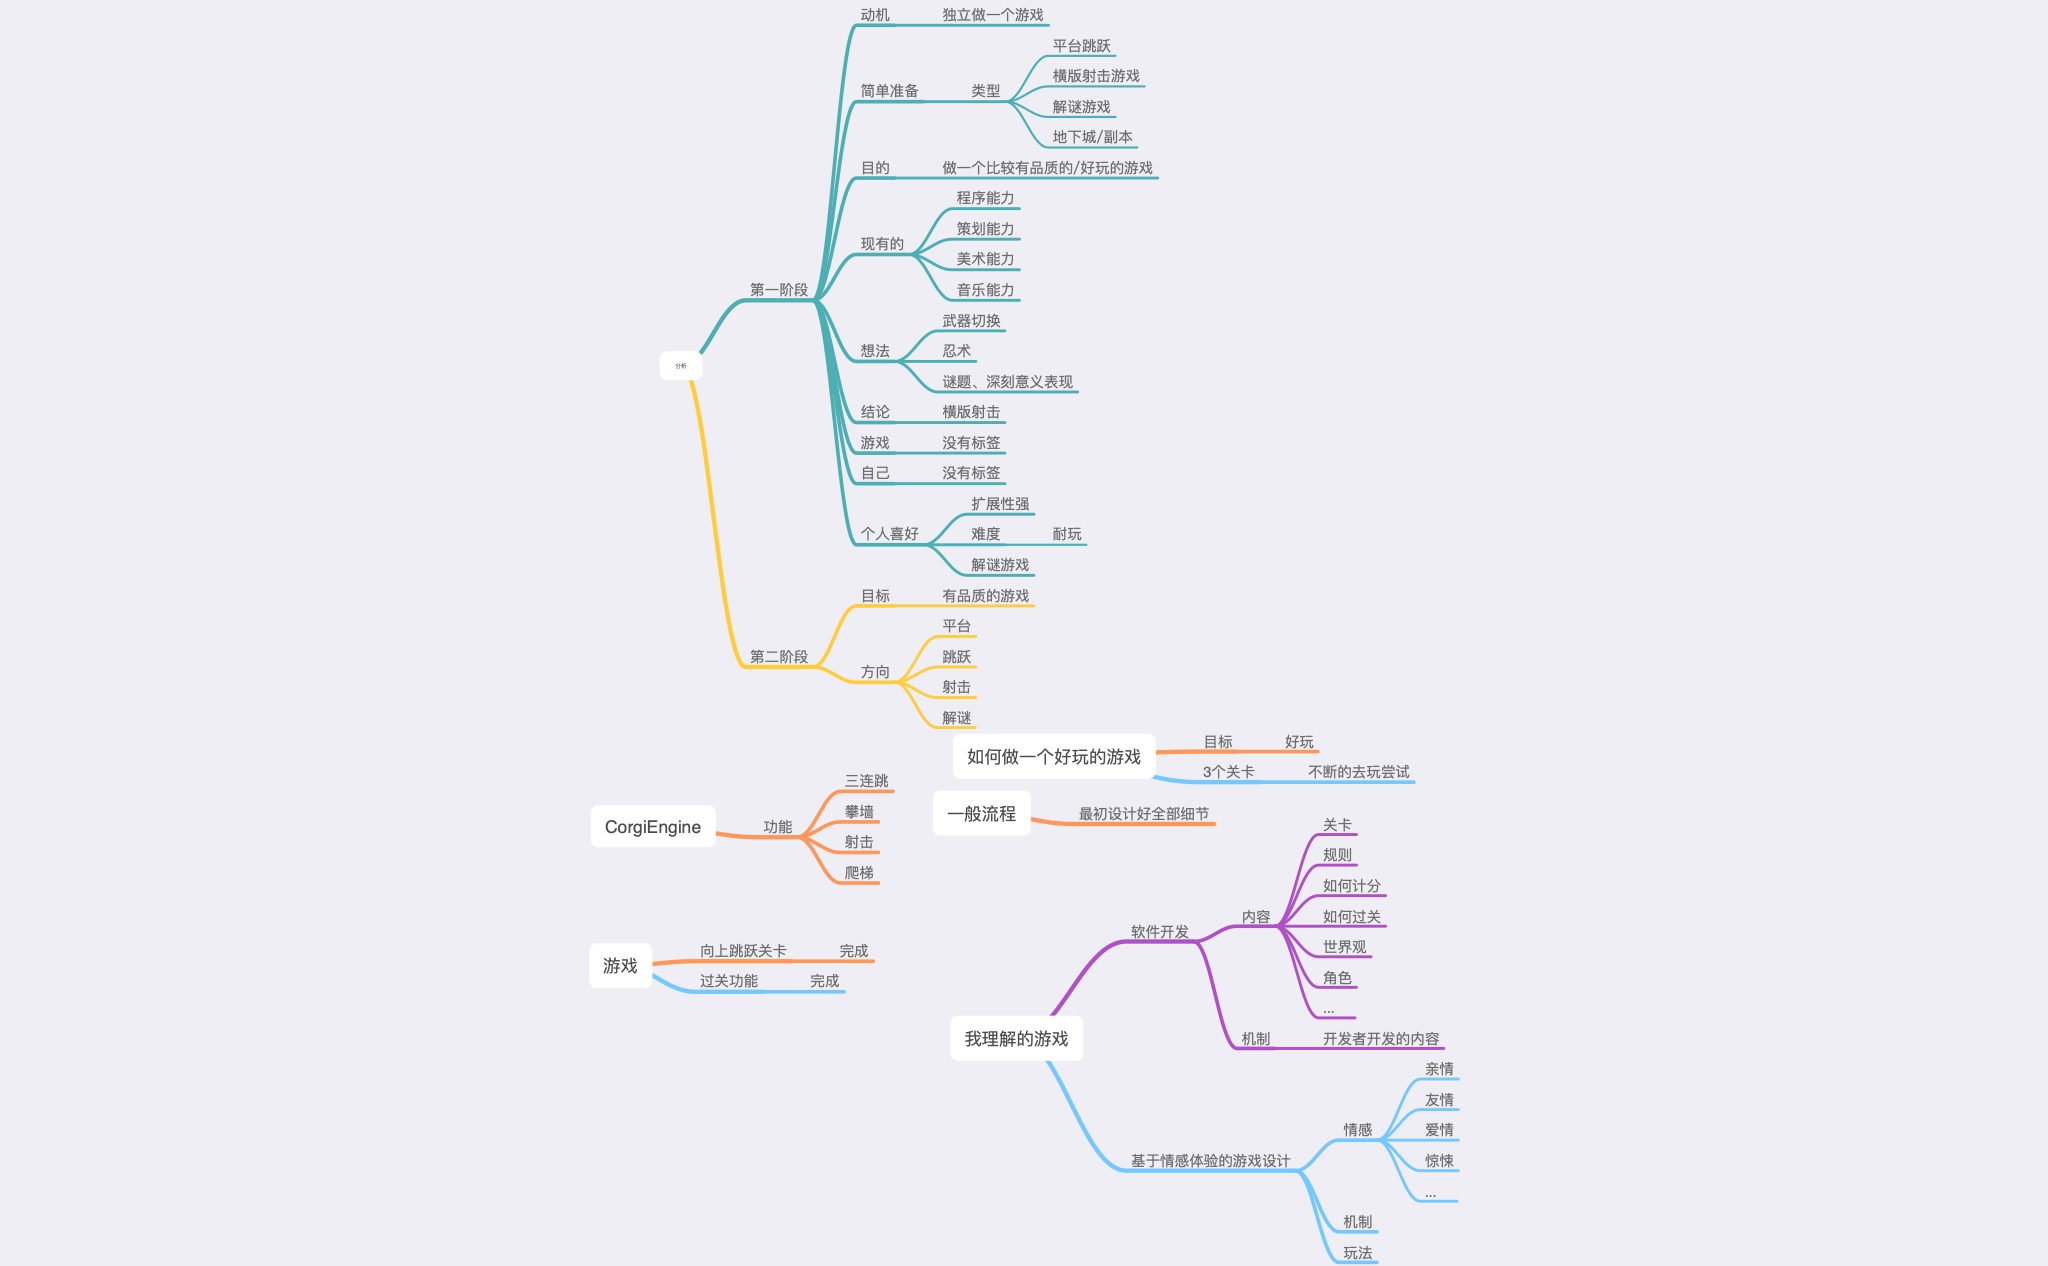 分析
第一阶段
动机
独立做一个游戏
简单准备
类型
平台跳跃
横版射击游戏
解谜游戏
地下城/副本
目的
做一个比较有品质的/好玩的游戏
现有的
程序能力
策划能力
美术能力
音乐能力
想法
武器切换
忍术
谜题、深刻意义表现
结论
横版射击
游戏
没有标签
自己
没有标签
个人喜好
扩展性强
难度
耐玩
解谜游戏
第二阶段
目标
有品质的游戏
方向
平台
跳跃
射击
解谜
如何做一个好玩的游戏
目标
好玩
3个关卡
不断的去玩尝试
一般流程
最初设计好全部细节
CorgiEngine
功能
三连跳
攀墙
射击
爬梯
游戏
向上跳跃关卡
完成
过关功能
完成
我理解的游戏
软件开发
内容
关卡
规则
如何计分
如何过关
世界观
角色
...
机制
开发者开发的内容
基于情感体验的游戏设计
情感
亲情
友情
爱情
惊悚
...
机制
玩法